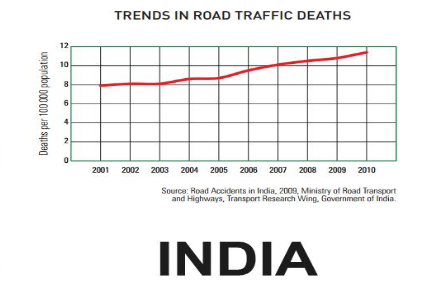 TRENDS IN ROAD TRAFFIC DEATHS
Deaths per 100 000 population
12
10
8
6
4
2
0
2001 2002 2003 2004 2005 2006 2007 2008 2009 2010
Source: Road Accidents in India, 2009, Ministry of Road Transport
and Highways, Transport Research Wing, Government of India.
INDIA